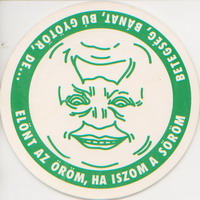 BETEGSÉG, BÁNAT, BÚ GYÖTÖR, DE...
ELÖNT AZ ÖRÖM, HA ISZOM A SÖRÖM